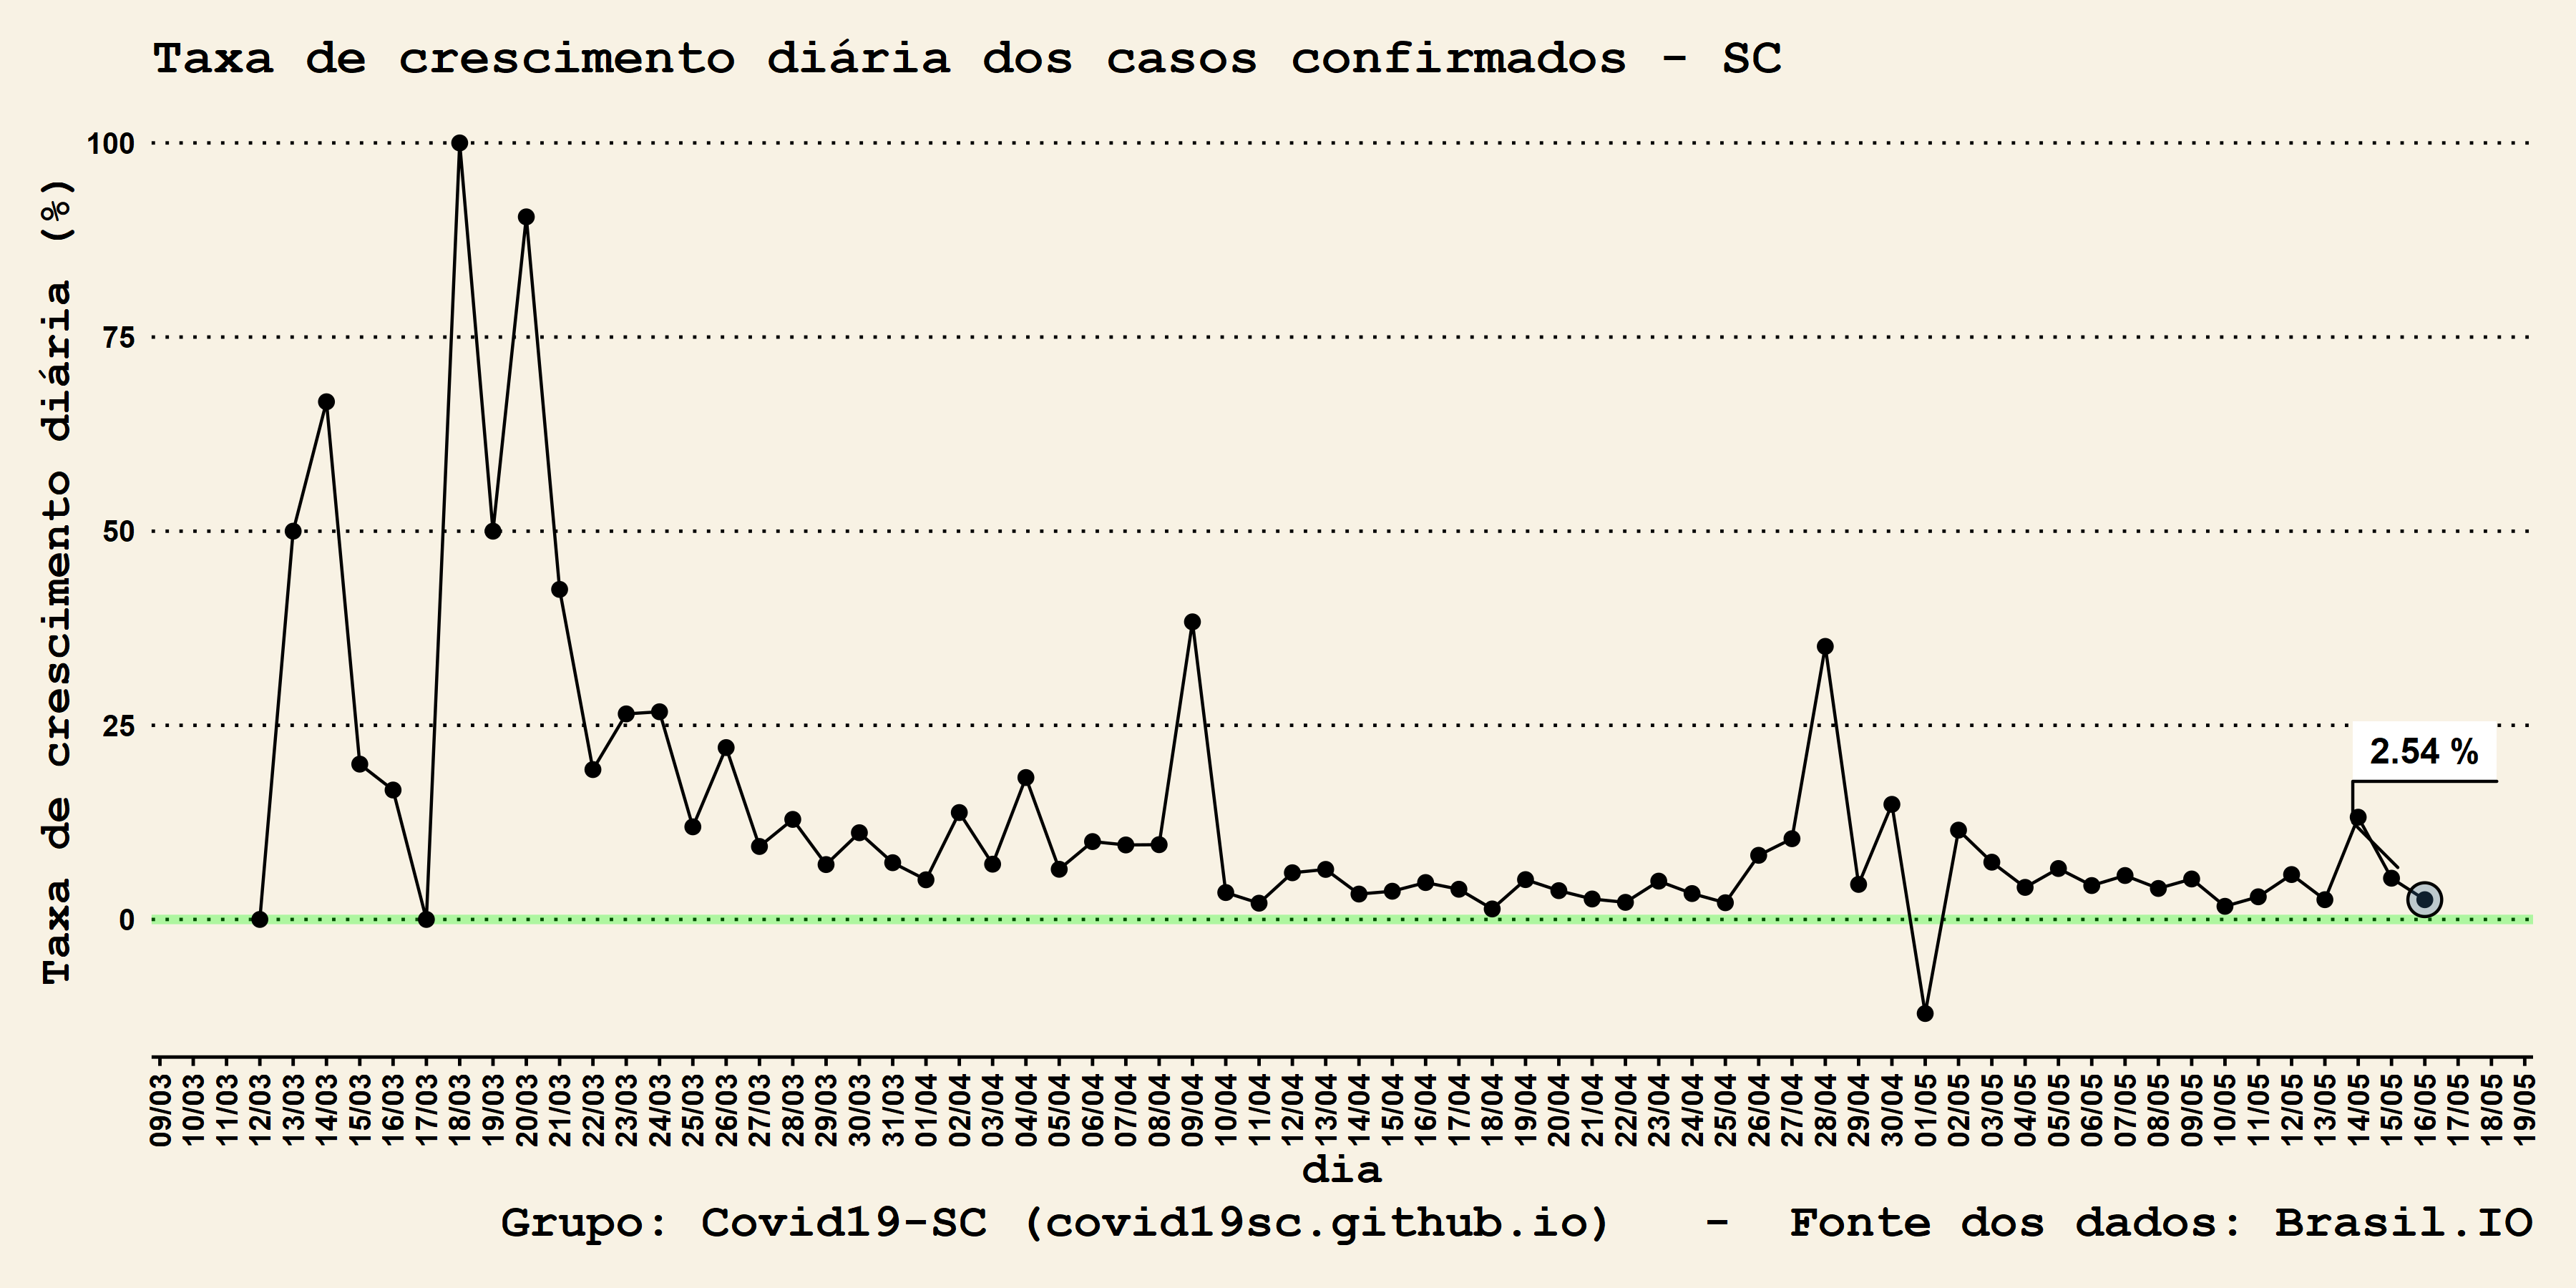 Taxa de crescimento diária dos casos confirmados - SC
Taxa de crescimento diária (%)
100
75
50
25
0
2.54 %
09/03 10/03 11/03 12/03 13/03 14/03 15/03 16/03 17/03 18/03 19/03 20/03 21/03 22/03 23/03 24/03 25/03 26/03 27/03 28/03 29/03 30/03 31/03 01/04 02/04 03/04 04/04 05/04 06/04 07/04 08/04 09/04 10/04 11/04 12/04 13/04 14/04 15/04 16/04 17/04 18/04 19/04 20/04 21/04 22/04 23/04 24/04 25/04 26/04 27/04 28/04 29/04 30/04 01/05 02/05 03/05 04/05 05/05 06/05 07/05 08/05 09/05 10/05 11/05 12/05 13/05 14/05 15/05 16/05 17/05 18/05 19/05
dia
Grupo: Covid19-SC (covid19sc.github.io) - Fonte dos dados: Brasil.IO